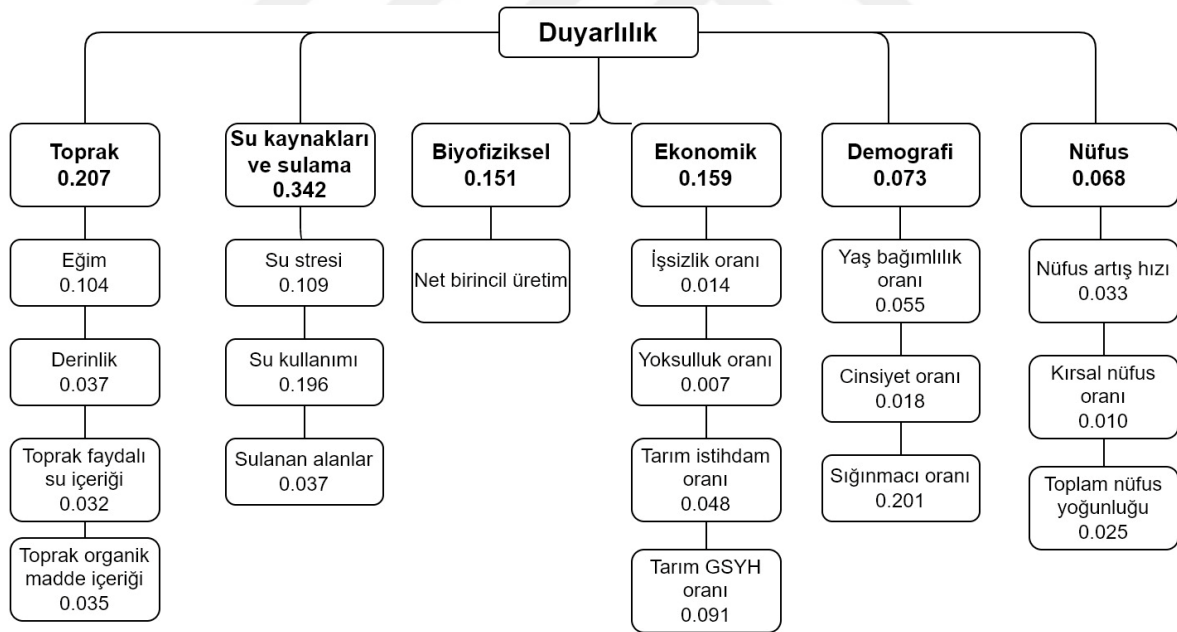 Duyarlılık
Toprak
0.207
Eğim
0.104
Derinlik
0.037
Toprak faydalı
su içeriği
0.032
Toprak organik
madde içeriği
0.035
Su kaynakları
ve sulama
0.342
Su stresi
0.109
Su kullanımı
0.196
Sulanan alanlar
0.037
Biyofiziksel
0.151
Net birincil üretim
Ekonomik
0.159
İşsizlik oranı
0.014
Yoksulluk oranı
0.007
Tarım istihdam
oranı
0.048
Tarım GSYH
oranı
0.091
Demografi
0.073
Yaş bağımlılık
oranı
0.055
Cinsiyet oranı
0.018
Sığınmacı oranı
0.201
Nüfus
0.068
Nüfus artış hızı
0.033
Kırsal nüfus
oranı
0.010
Toplam nüfus
yoğunluğu
0.025